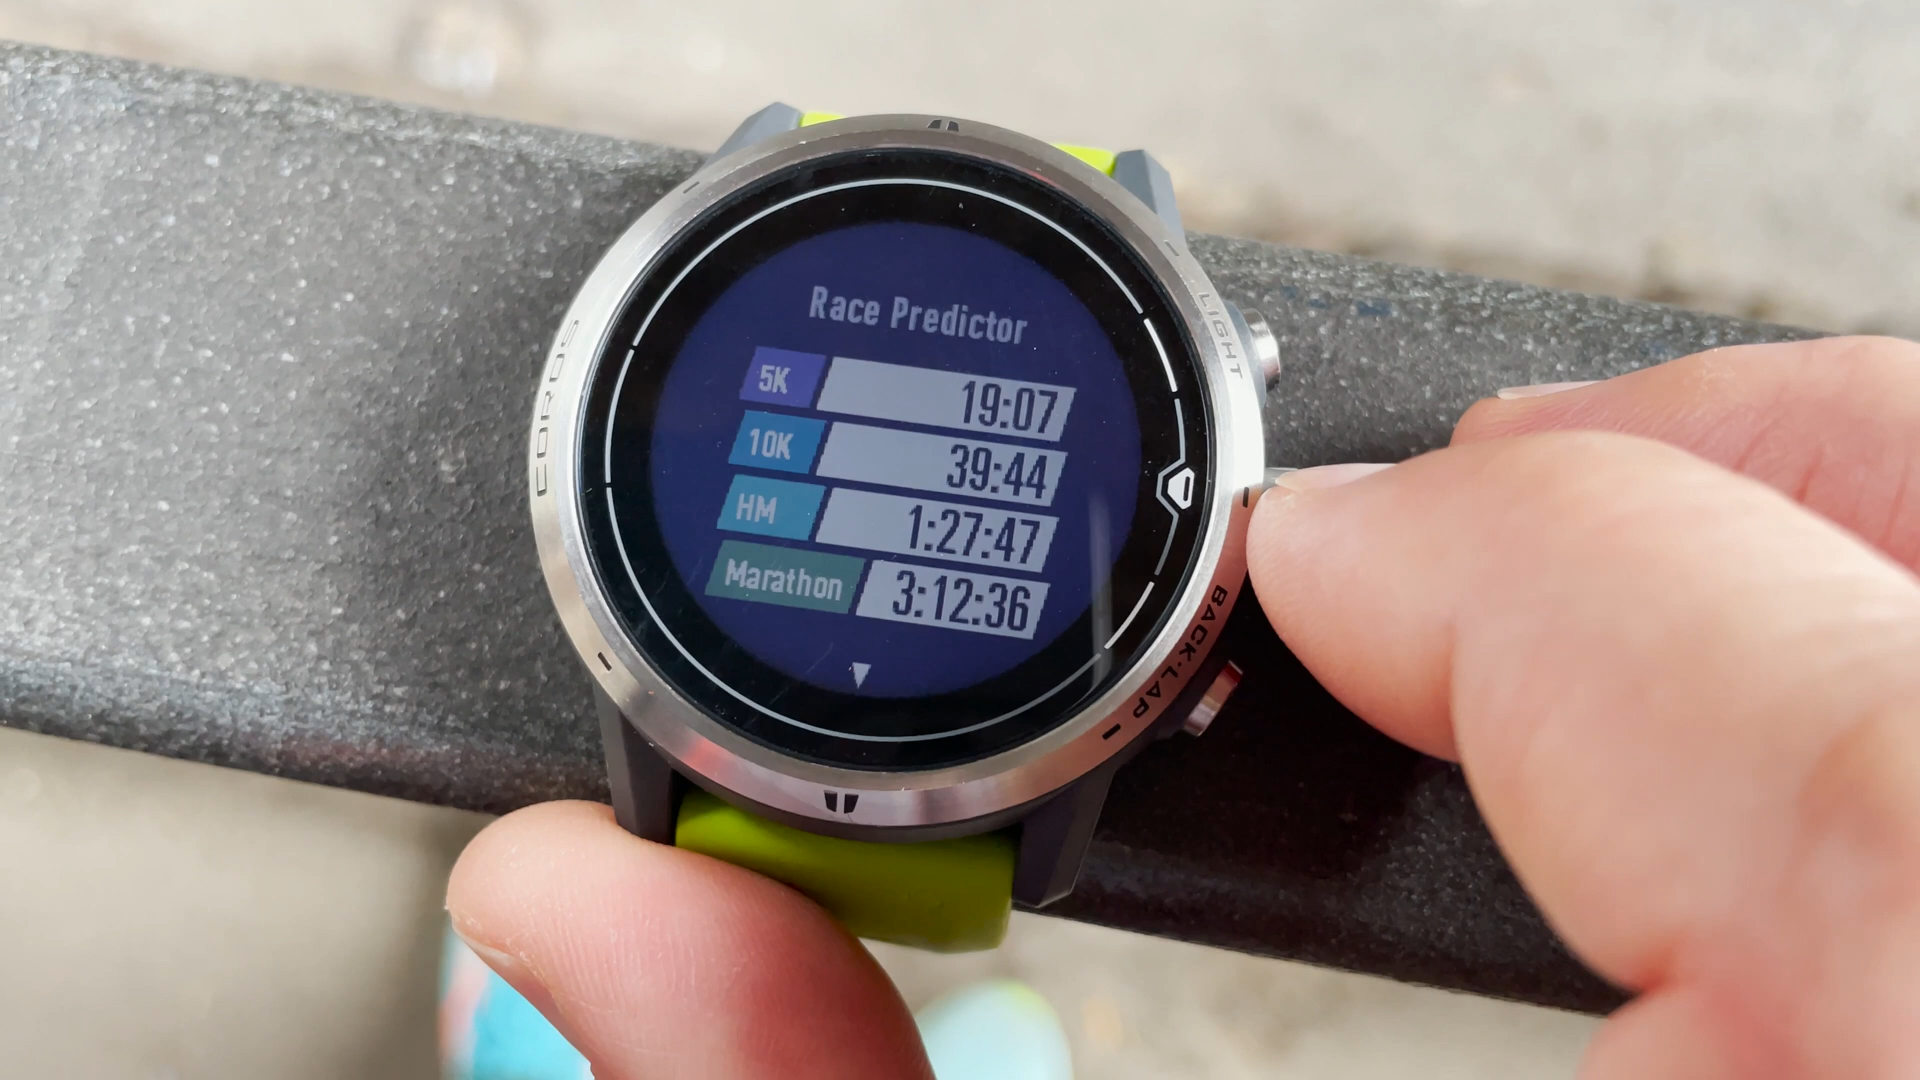 COROS
LIGHT
Race Predictor
5K 19:07
10K 39:44
HM 1:27:47
Marathon 3:12:36
BACK·LAP